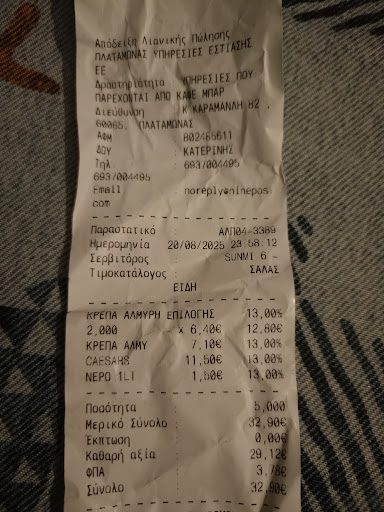 Απόδειξη Λιανικής Πώλησης
ΠΛΑΤΑΜΩΝΑΣ ΥΠΗΡΕΣΙΕΣ ΕΣΤΙΑΣΗΣ
ΕΕ
Δραστηριότητα : ΥΠΗΡΕΣΙΕΣ ΠΟΥ
ΠΑΡΕΧΟΝΤΑΙ ΑΠΟ ΚΑΦΕ ΜΠΑΡ
Διεύθυνση : Κ ΚΑΡΑΜΑΝΛΗ 82 ,
60065, ΠΛΑΤΑΜΩΝΑΣ
ΑΦΜ : 802485611
ΔΟΥ : ΚΑΤΕΡΙΝΗΣ
Τηλ. : 6937004495
6937004495
Email : noreply@ninepos.
com
Παραστατικό : ΑΛΠ04-3389
Ημερομηνία : 20/08/2025 23:58:12
Σερβιτόρος : SUNMI 6 -
Τιμοκατάλογος : ΣΑΛΑΣ
ΕΙΔΗ
ΚΡΕΠΑ ΑΛΜΥΡΗ ΕΠΙΛΟΓΗΣ 13,00%
2,000 x 6,40€ 12,80€
ΚΡΕΠΑ ΑΛΜΥ 7,10€ 13,00%
CAESARS 11,50€ 13,00%
ΝΕΡΟ 1LI 1,50€ 13,00%
Ποσότητα : 5,000
Μερικό Σύνολο : 32,90€
Έκπτωση : 0,00€
Καθαρή αξία : 29,12€
ΦΠΑ : 3,78€
Σύνολο : 32,90€